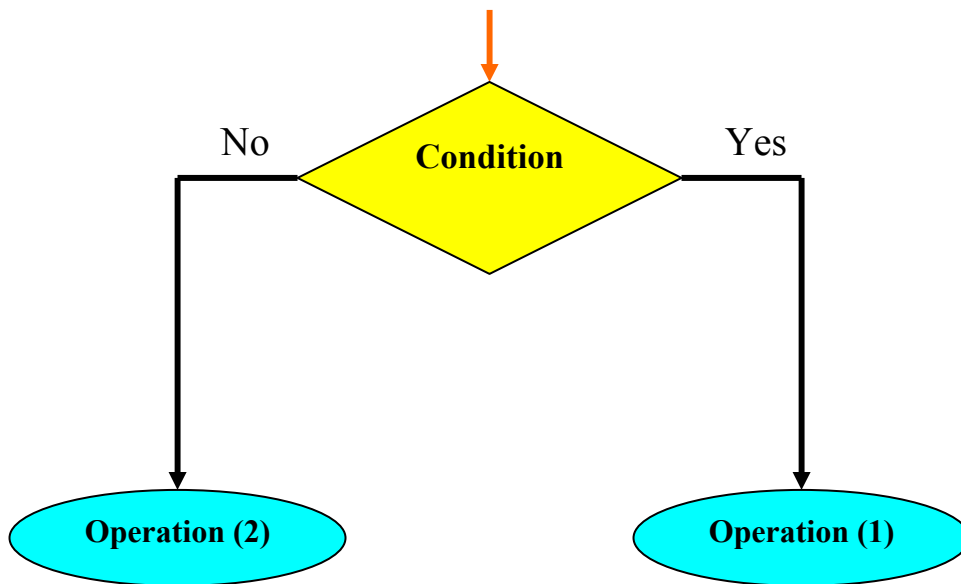 No
Condition
Yes
Operation (2)
Operation (1)